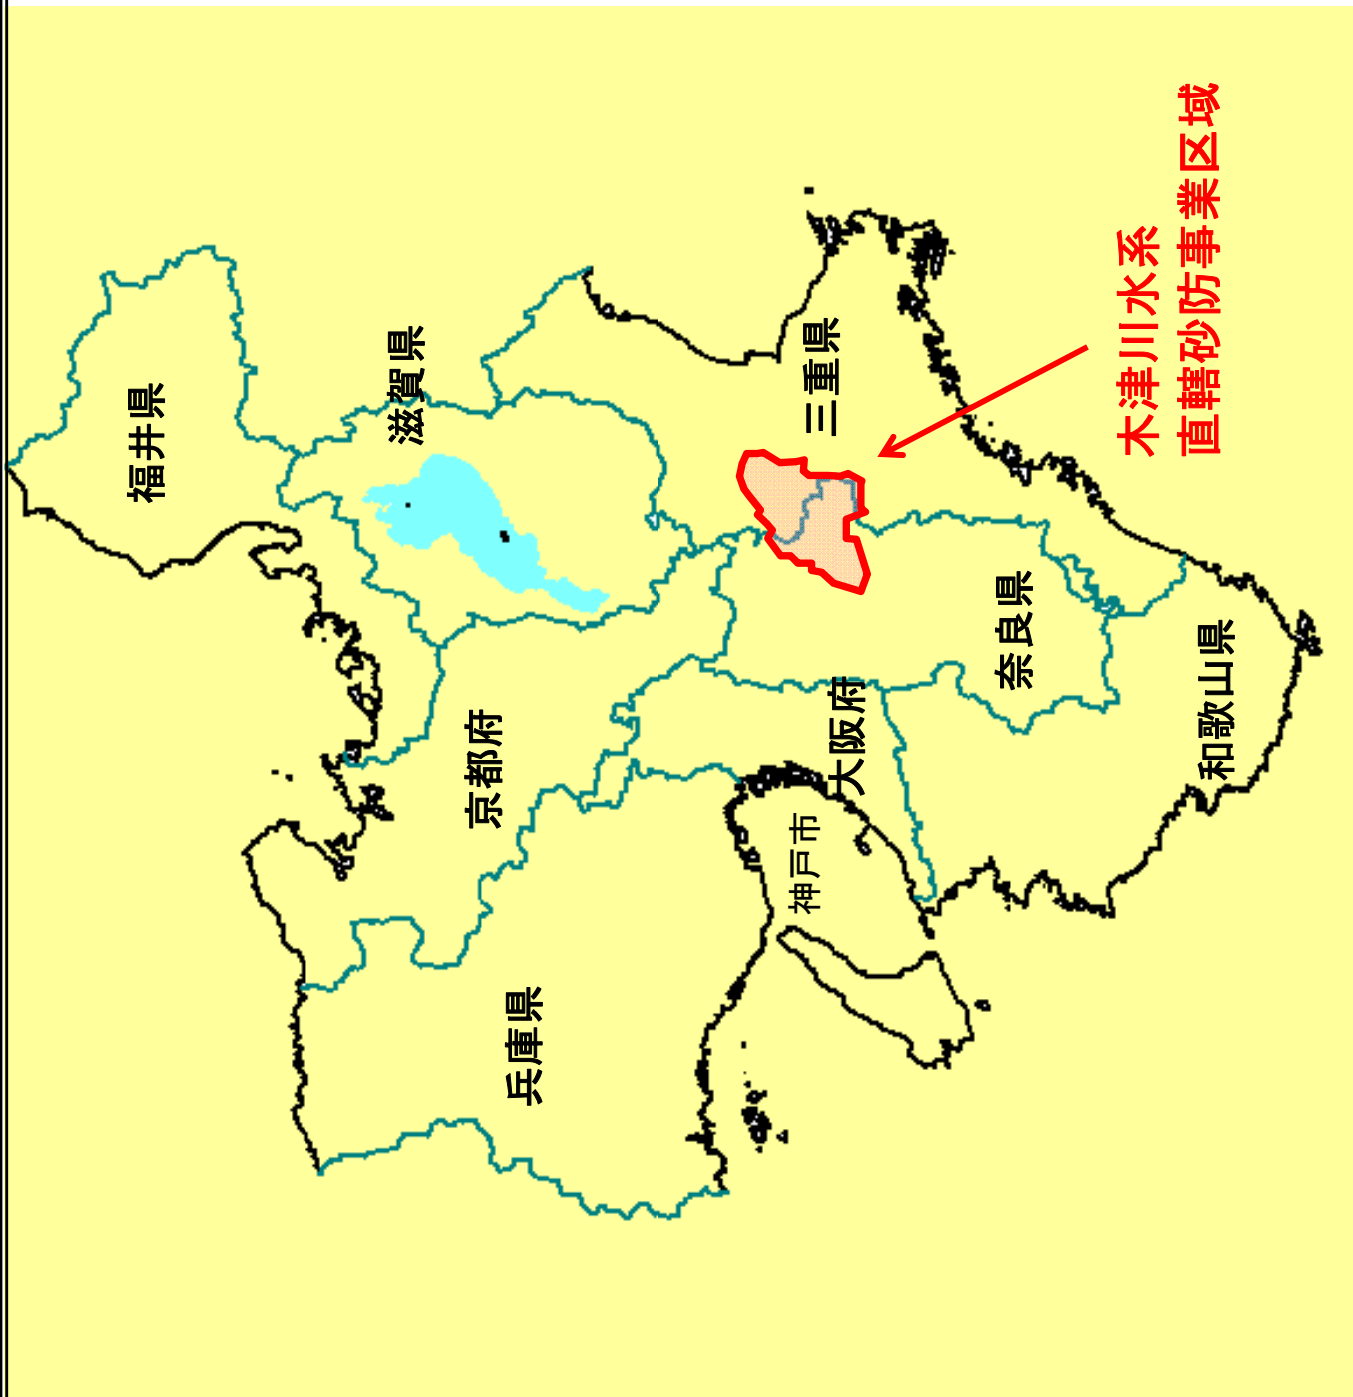 福井県
滋賀県
京都府
兵庫県
三重県
大阪府
神戸市
奈良県
和歌山県
木津川水系
直轄砂防事業区域